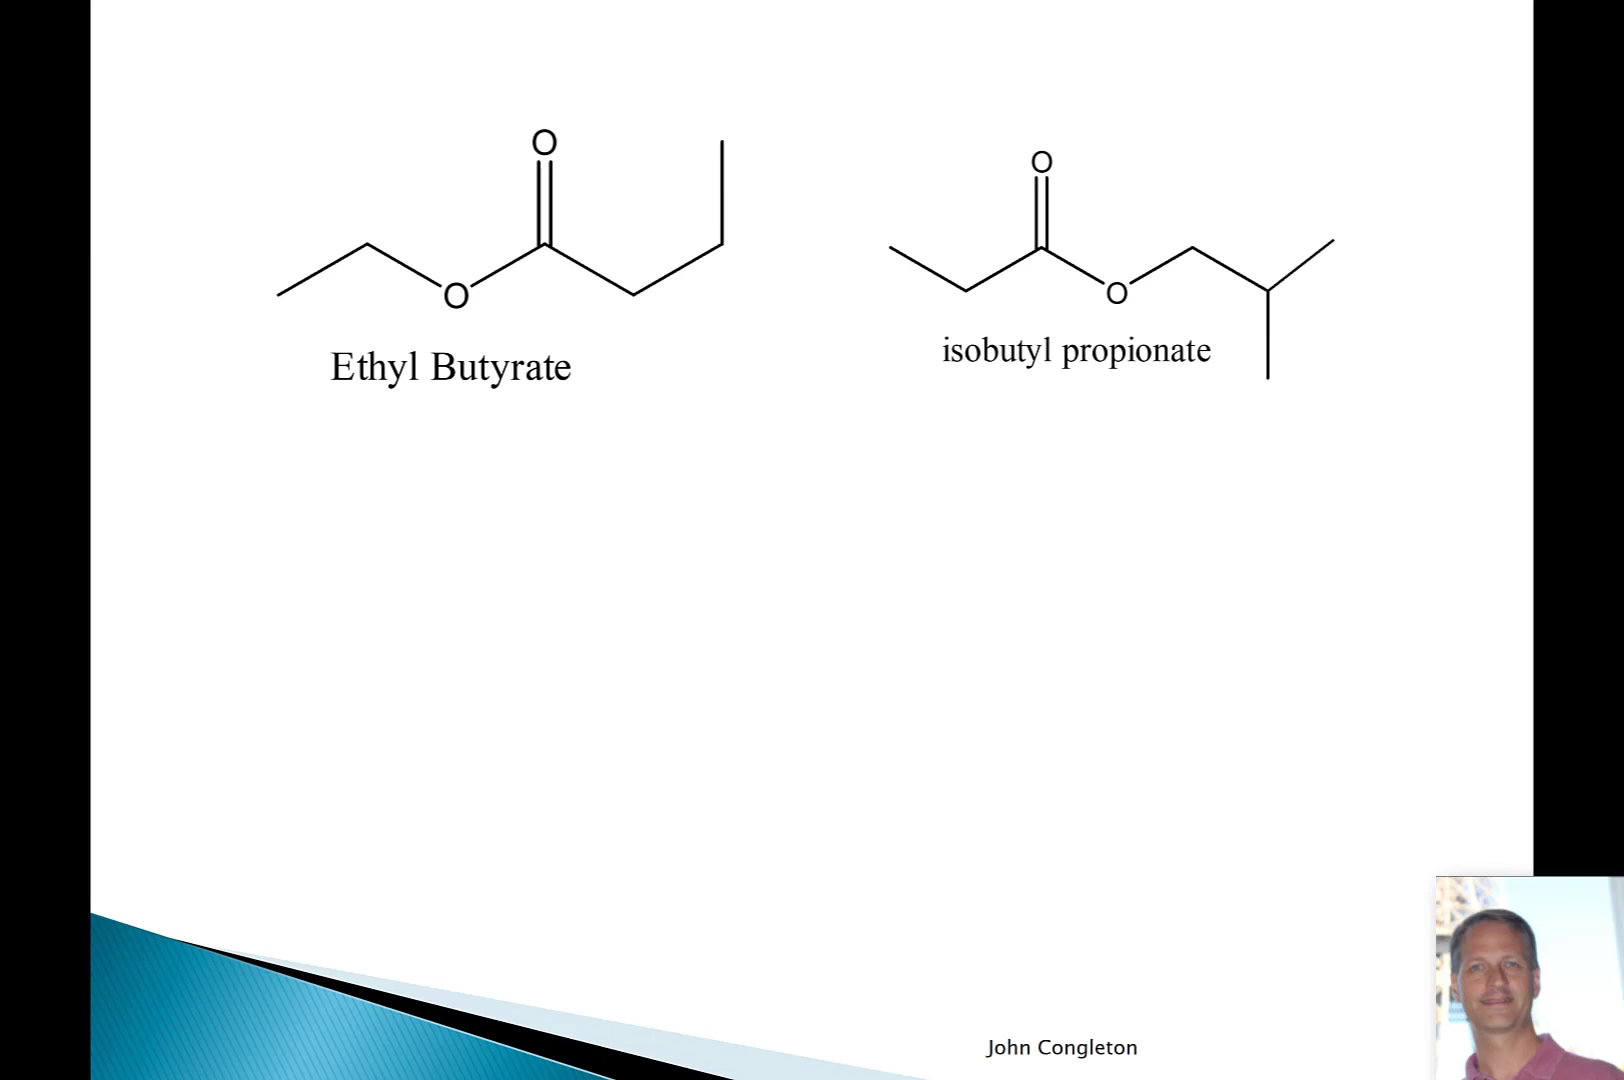 O
O
O
O
Ethyl Butyrate
isobutyl propionate
John Congleton